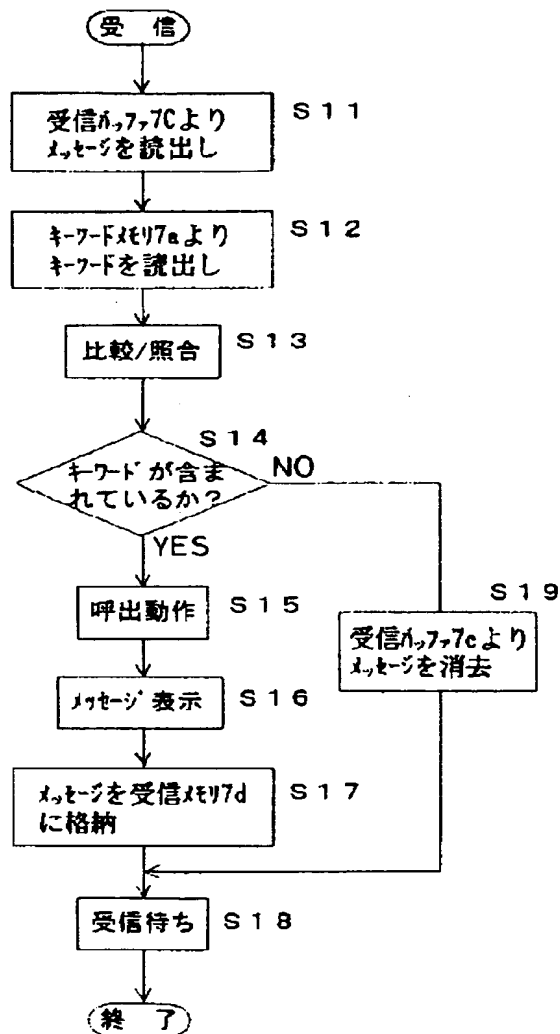 受 信
S11
受信バッファ7Cより
メッセージを読出し
S12
キーワードメモリ7aより
キーワードを読出し
S13
比較/照合
S14
キーワードが含ま
れているか?
NO
YES
S15
呼出動作
S19
受信バッファ7cより
メッセージを消去
S16
メッセージ表示
S17
メッセージを受信メモリ7d
に格納
S18
受信待ち
終 了